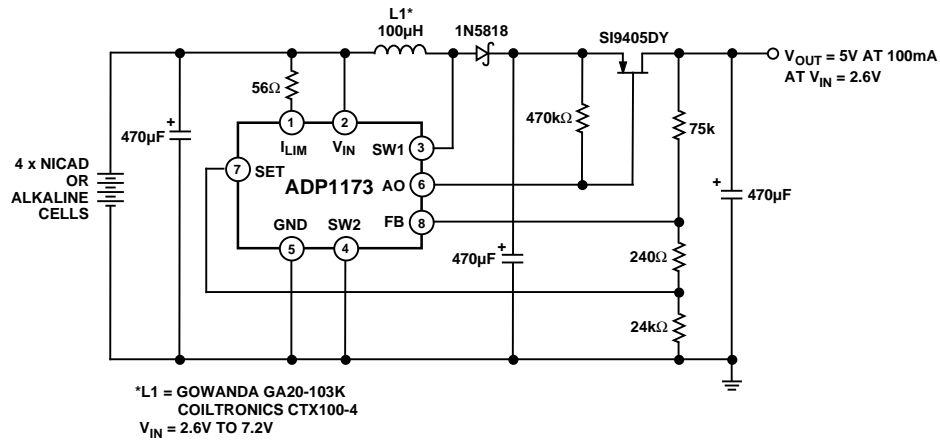 L1*
100µH
1N5818
SI9405DY
V_OUT = 5V AT 100mA
AT V_IN = 2.6V
56Ω
470kΩ
75k
470µF
+
1
2
I_LIM
V_IN
SW1
3
4 x NICAD
OR
ALKALINE
CELLS
7
SET
ADP1173
AO
6
+
470µF
FB
8
GND
SW2
5
4
470µF
+
240Ω
24kΩ
*L1 = GOWANDA GA20-103K
COILTRONICS CTX100-4
V_IN = 2.6V TO 7.2V